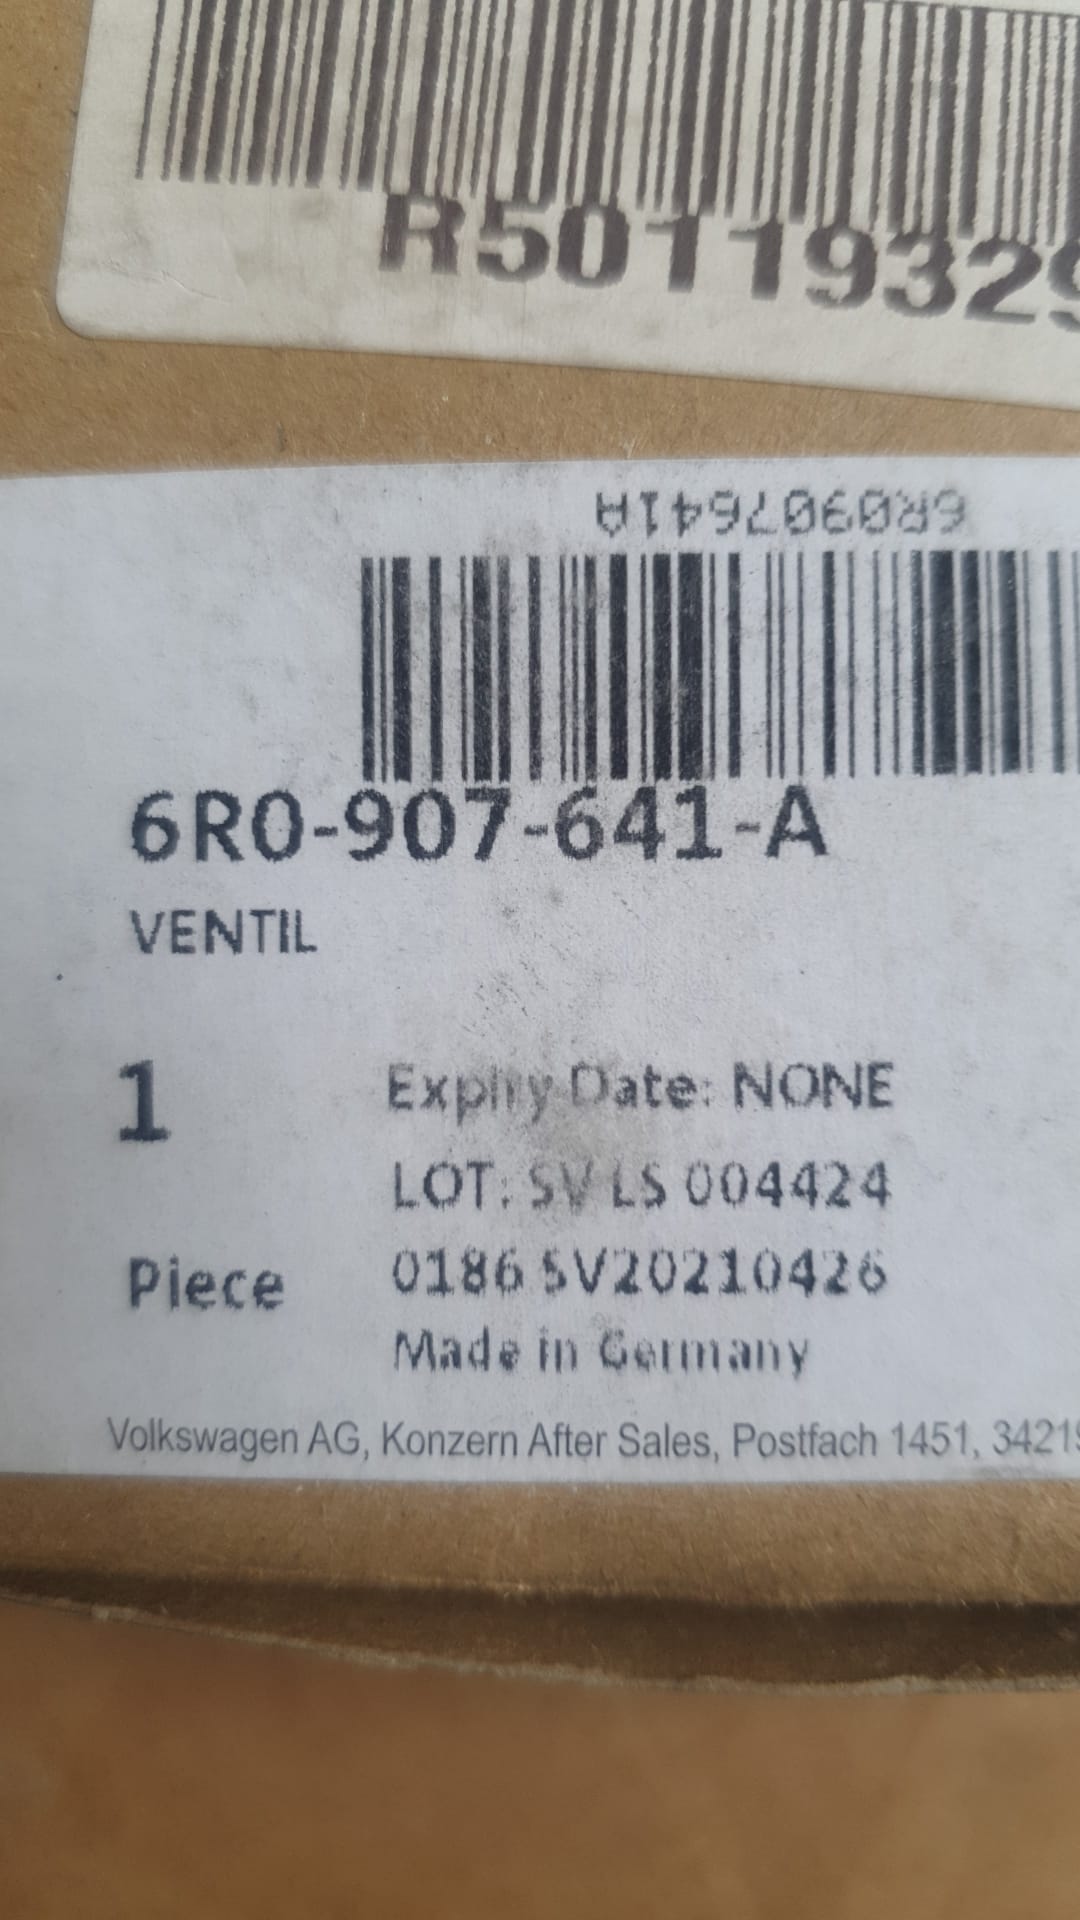 R50119329
6R0907641A
6R0-907-641-A
VENTIL
1
Expiry Date: NONE
LOT: SV LS 004424
Piece
0186 SV20210426
Made in Germany
Volkswagen AG, Konzern After Sales, Postfach 1451, 34219